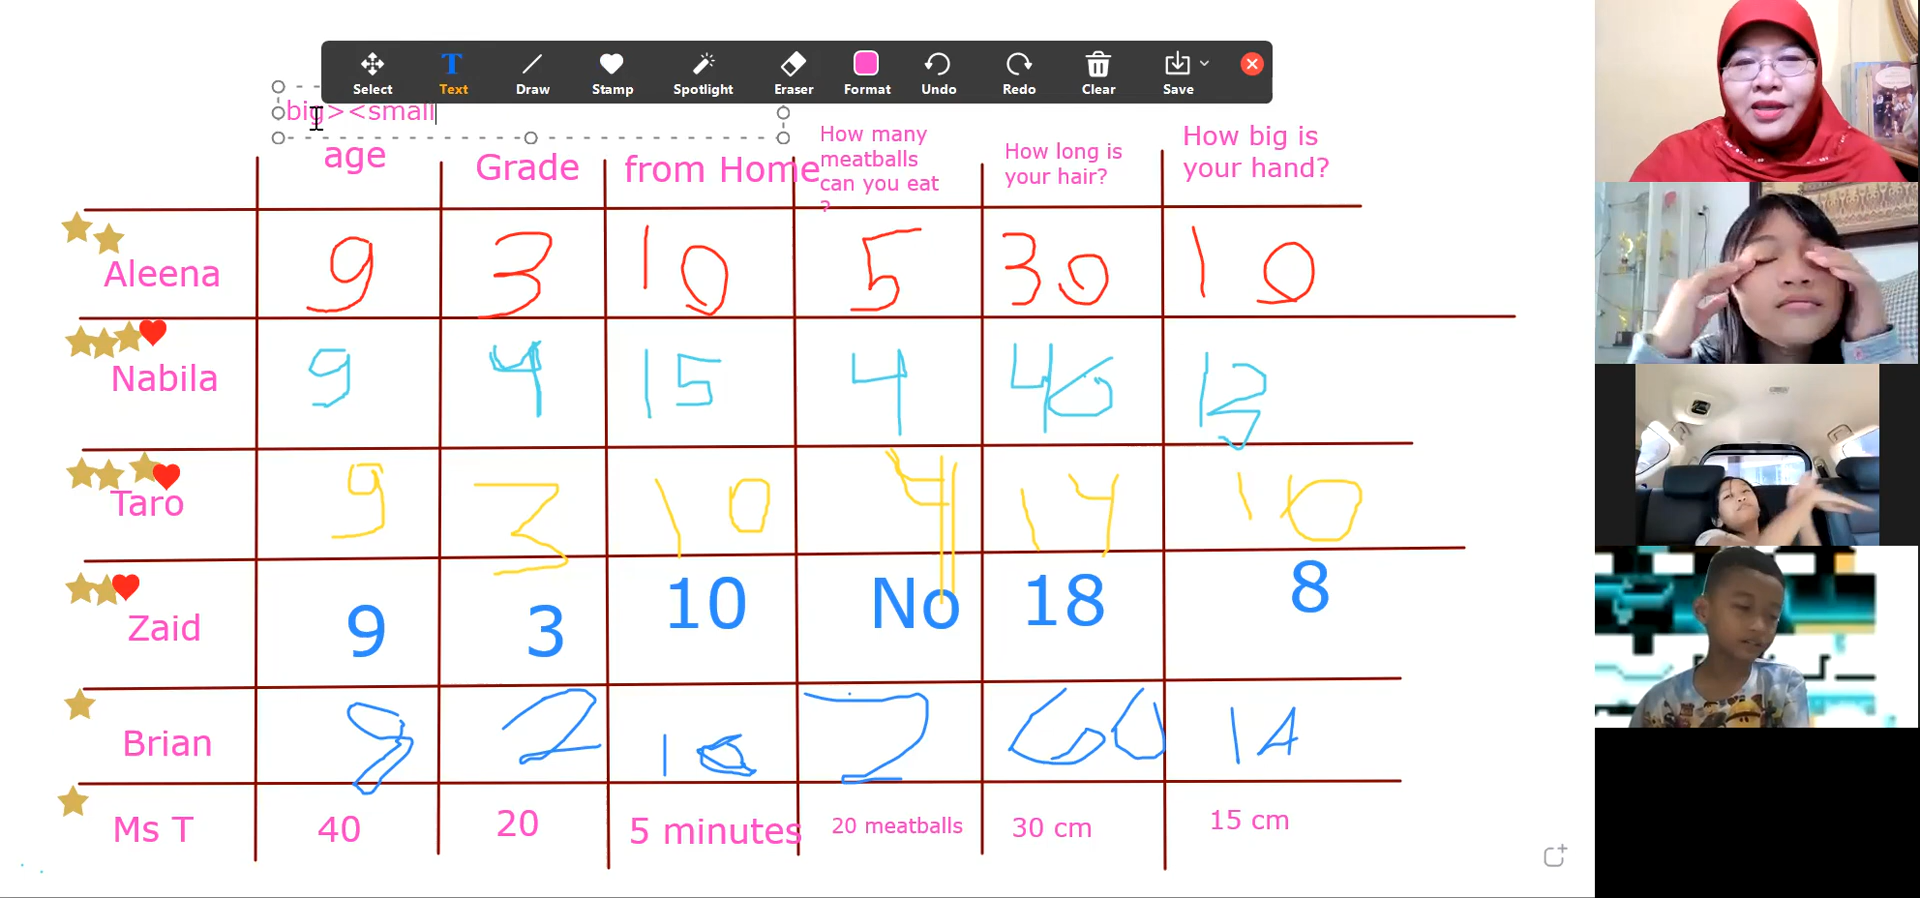 Select Text Draw Stamp Spotlight Eraser Format Undo Redo Clear Save
big><small
age Grade from Home How many meatballs can you eat ? How long is your hair? How big is your hand?
Aleena 9 3 10 5 30 10
Nabila 9 4 15 4 46 13
Taro 9 3 10 4 14 10
Zaid 9 3 10 No 18 8
Brian 8 2 10 2 60 14
Ms T 40 20 5 minutes 20 meatballs 30 cm 15 cm